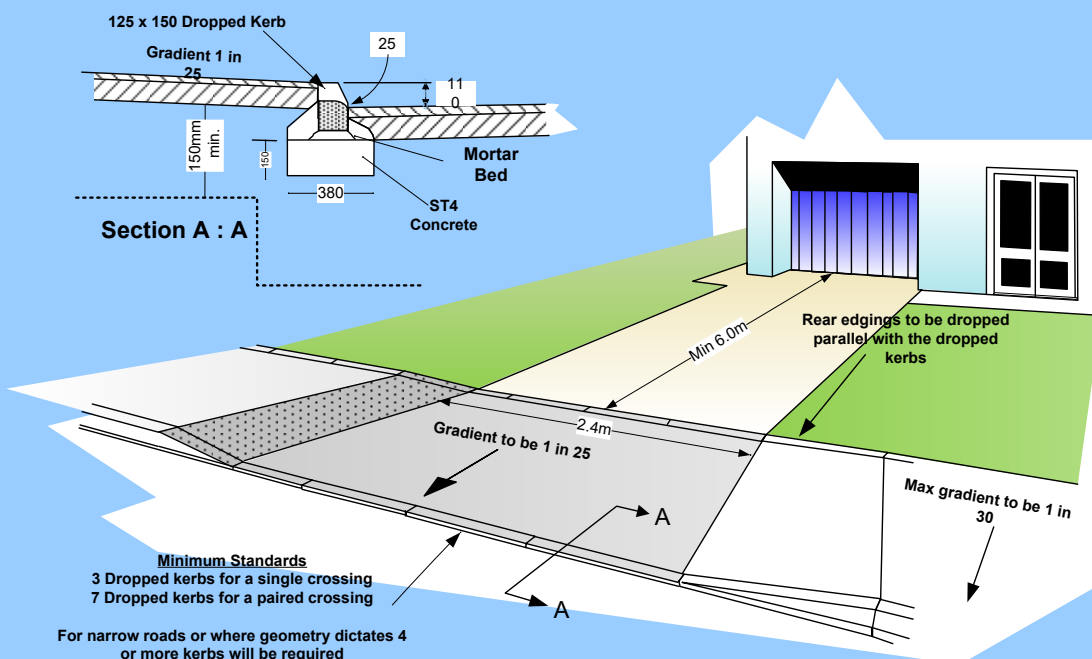 125 x 150 Dropped Kerb
Gradient 1 in
25
25
11
0
150mm
min.
150
380
Mortar
Bed
ST4
Concrete
Section A : A
Min 6.0m
Rear edgings to be dropped
parallel with the dropped
kerbs
2.4m
Gradient to be 1 in 25
Max gradient to be 1 in
30
A
A
Minimum Standards
3 Dropped kerbs for a single crossing
7 Dropped kerbs for a paired crossing
For narrow roads or where geometry dictates 4
or more kerbs will be required